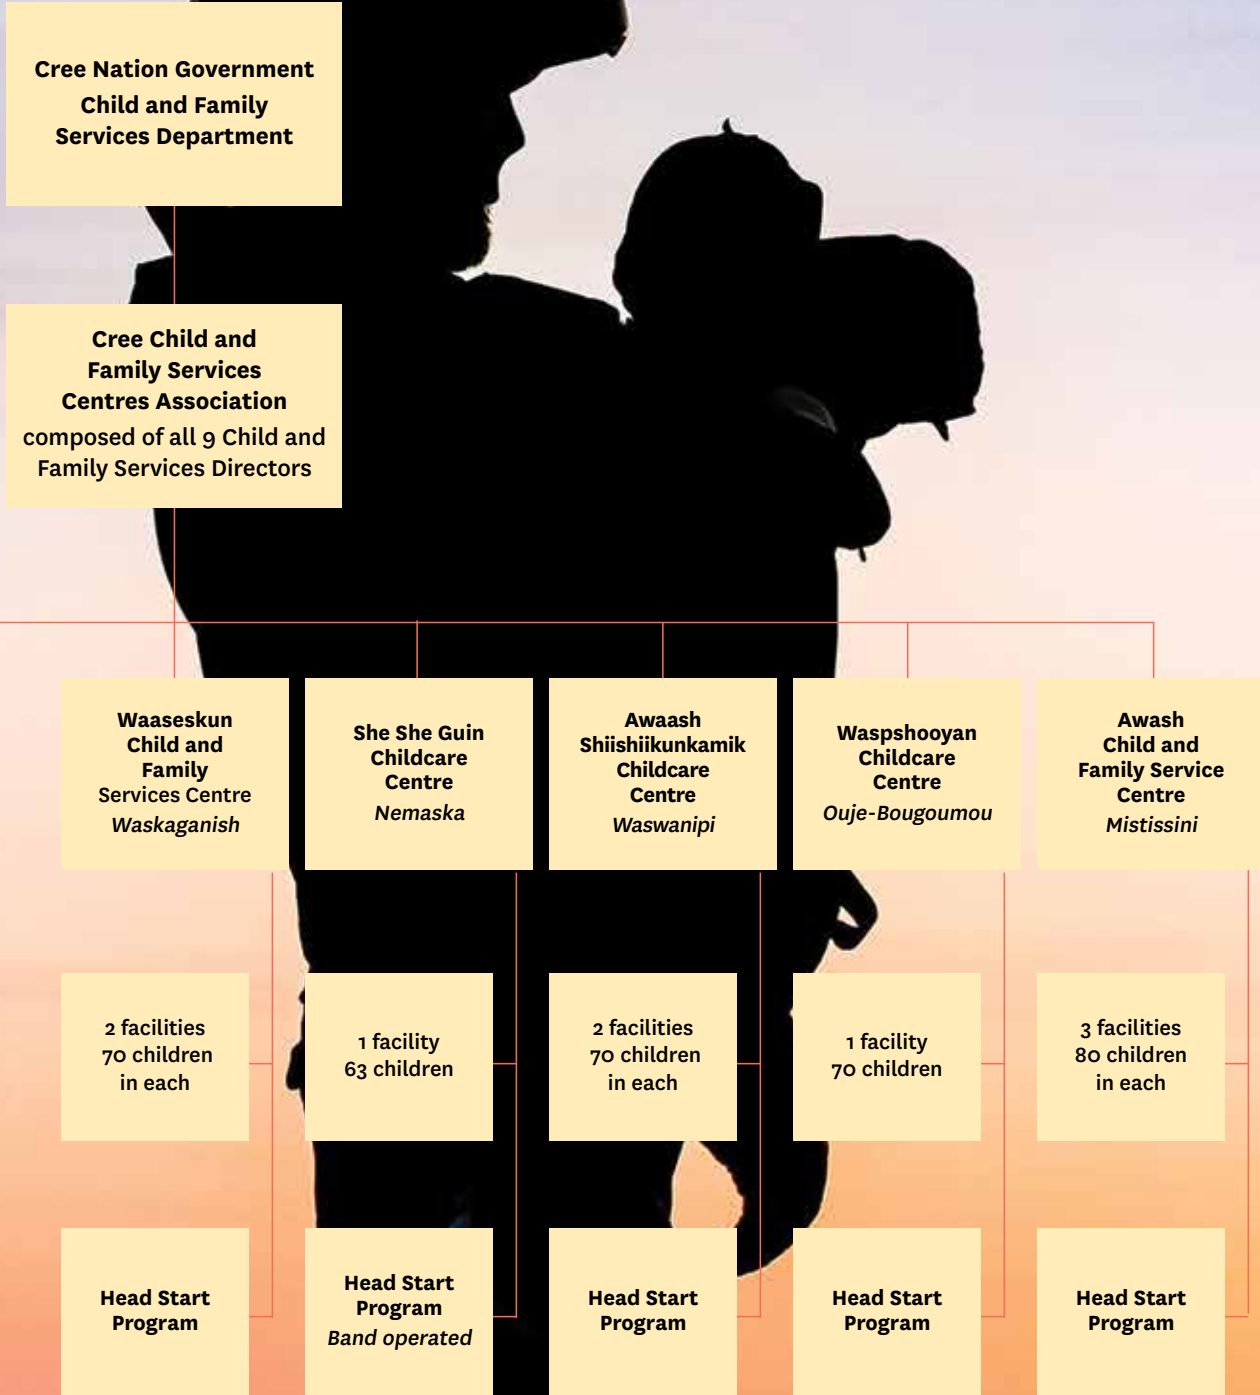 Cree Nation Government
Child and Family
Services Department
Cree Child and
Family Services
Centres Association
composed of all 9 Child and
Family Services Directors
Waaseskun
Child and
Family
Services Centre
Waskaganish
She She Guin
Childcare
Centre
Nemaska
Awaash
Shiishiikunkamik
Childcare
Centre
Waswanipi
Waspshooyan
Childcare
Centre
Ouje-Bougoumou
Awash
Child and
Family Service
Centre
Mistissini
2 facilities
70 children
in each
1 facility
63 children
2 facilities
70 children
in each
1 facility
70 children
3 facilities
80 children
in each
Head Start
Program
Head Start
Program
Band operated
Head Start
Program
Head Start
Program
Head Start
Program